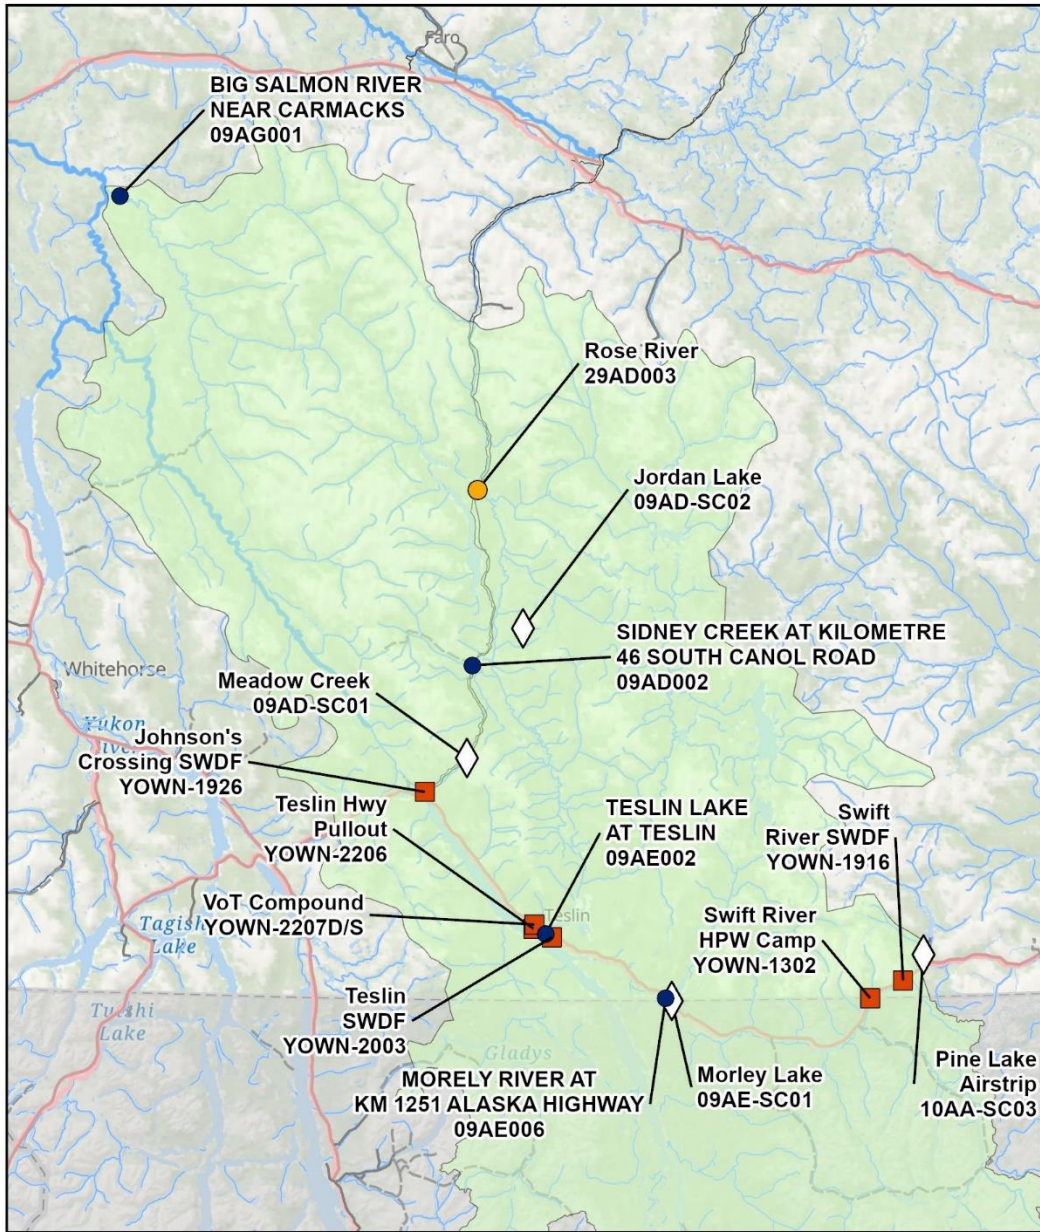 Faro
BIG SALMON RIVER
NEAR CARMACKS
09AG001
Rose River
29AD003
Jordan Lake
09AD-SC02
SIDNEY CREEK AT KILOMETRE
46 SOUTH CANOL ROAD
09AD002
Whitehorse
Meadow Creek
09AD-SC01
Yukon
River
Johnson's
Crossing SWDF
YOWN-1926
Teslin Hwy
Pullout
YOWN-2206
TESLIN LAKE
AT TESLIN
09AE002
Swift
River SWDF
YOWN-1916
VoT Compound
YOWN-2207D/S
Teslin
Tagish
Lake
Swift River
HPW Camp
YOWN-1302
Teslin
SWDF
YOWN-2003
Lake
Gladys
MORELY RIVER AT
KM 1251 ALASKA HIGHWAY
09AE006
Morley Lake
09AE-SC01
Pine Lake
Airstrip
10AA-SC03